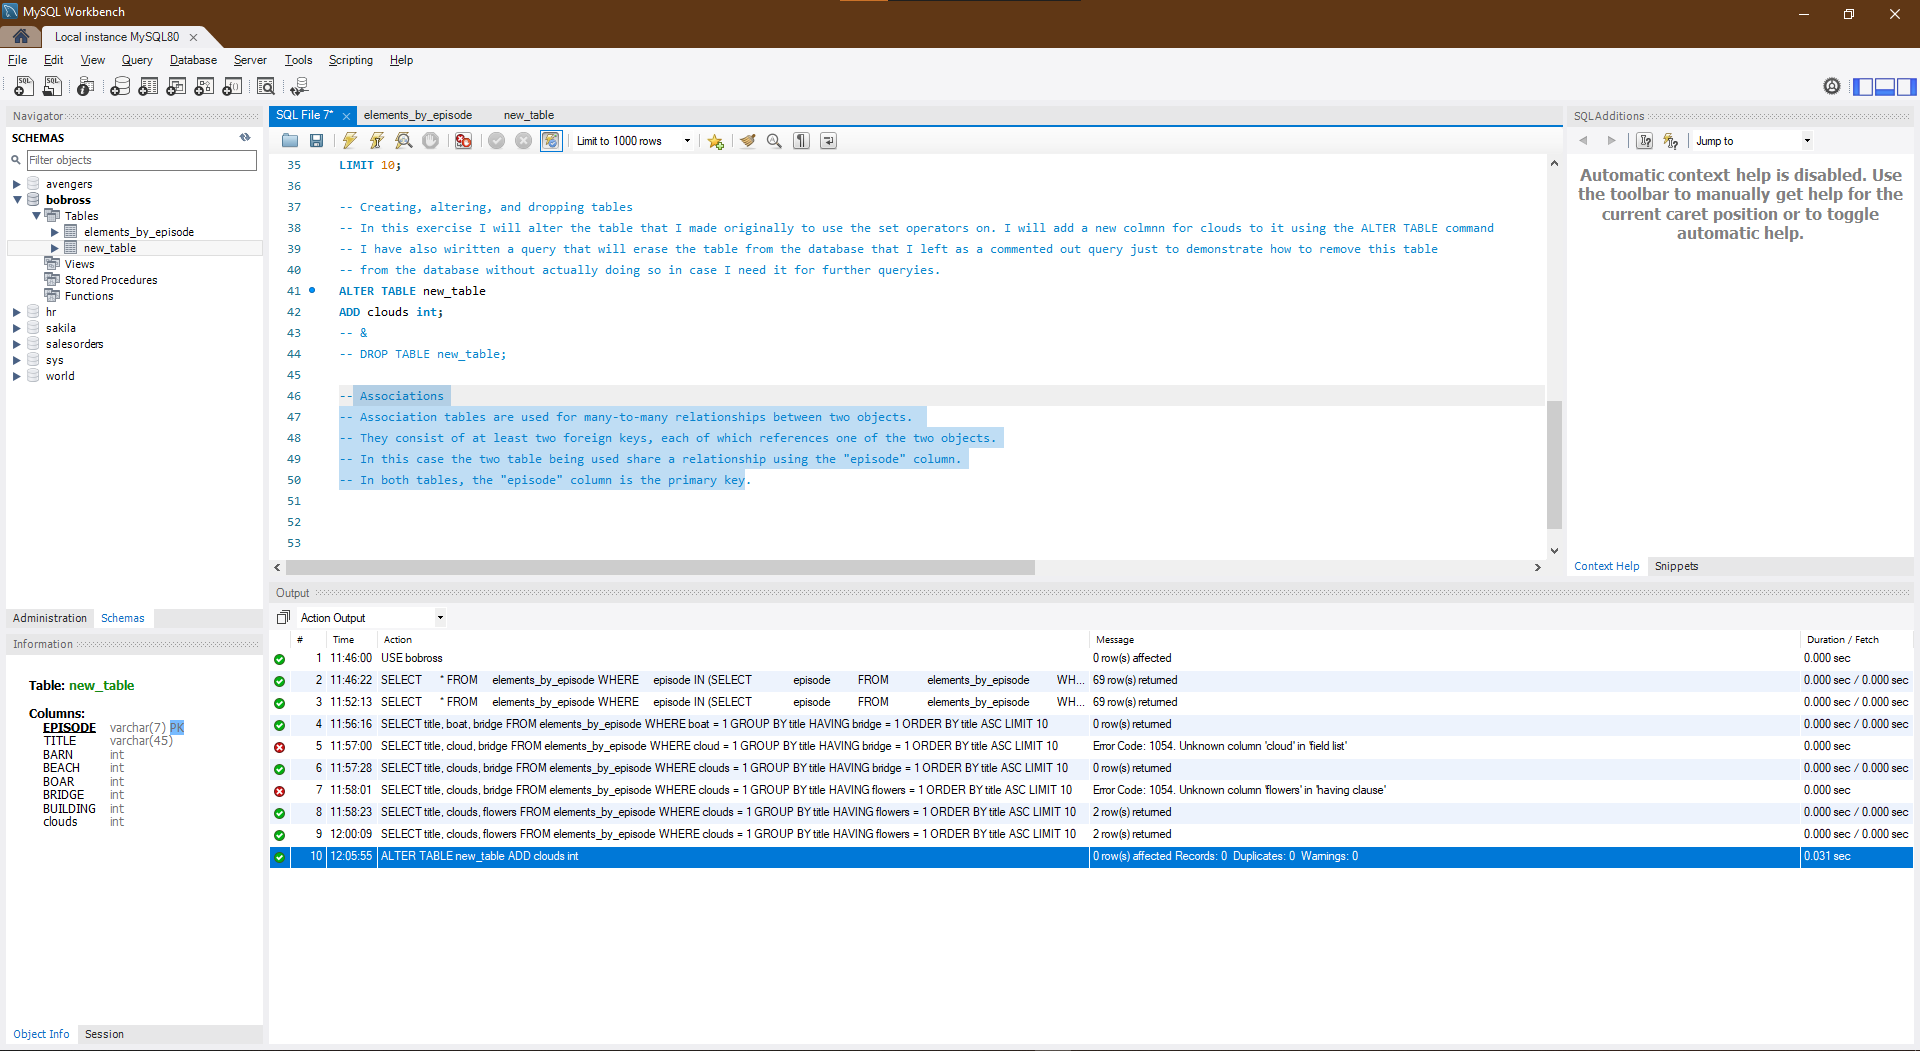 MySQL Workbench
Local instance MySQL80
File Edit View Query Database Server Tools Scripting Help
Navigator
SCHEMAS
Filter objects
avengers
bobross
Tables
elements_by_episode
new_table
Views
Stored Procedures
Functions
hr
sakila
salesorders
sys
world
Administration Schemas
Information
Table: new_table
Columns:
EPISODE varchar(7) PK
TITLE varchar(45)
BARN int
BEACH int
BOAR int
BRIDGE int
BUILDING int
clouds int
Object Info Session
SQL File 7* elements_by_episode new_table
Limit to 1000 rows
35 LIMIT 10;
36
37 -- Creating, altering, and dropping tables
38 -- In this exercise I will alter the table that I made originally to use the set operators on. I will add a new colmnn for clouds to it using the ALTER TABLE command
39 -- I have also wiritten a query that will erase the table from the database that I left as a commented out query just to demonstrate how to remove this table
40 -- from the database without actually doing so in case I need it for further queryies.
41 ALTER TABLE new_table
42 ADD clouds int;
43 -- &
44 -- DROP TABLE new_table;
45
46 -- Associations
47 -- Association tables are used for many-to-many relationships between two objects.
48 -- They consist of at least two foreign keys, each of which references one of the two objects.
49 -- In this case the two table being used share a relationship using the "episode" column.
50 -- In both tables, the "episode" column is the primary key.
51
52
53
SQLAdditions
Jump to
Automatic context help is disabled. Use
the toolbar to manually get help for the
current caret position or to toggle
automatic help.
Context Help Snippets
Output
Action Output
# Time Action Message Duration / Fetch
1 11:46:00 USE bobross 0 row(s) affected 0.000 sec
2 11:46:22 SELECT * FROM elements_by_episode WHERE episode IN (SELECT episode FROM elements_by_episode WH... 69 row(s) returned 0.000 sec / 0.000 sec
3 11:52:13 SELECT * FROM elements_by_episode WHERE episode IN (SELECT episode FROM elements_by_episode WH... 69 row(s) returned 0.000 sec / 0.000 sec
4 11:56:16 SELECT title, boat, bridge FROM elements_by_episode WHERE boat = 1 GROUP BY title HAVING bridge = 1 ORDER BY title ASC LIMIT 10 0 row(s) returned 0.000 sec / 0.000 sec
5 11:57:00 SELECT title, cloud, bridge FROM elements_by_episode WHERE cloud = 1 GROUP BY title HAVING bridge = 1 ORDER BY title ASC LIMIT 10 Error Code: 1054. Unknown column 'cloud' in 'field list' 0.000 sec
6 11:57:28 SELECT title, clouds, bridge FROM elements_by_episode WHERE clouds = 1 GROUP BY title HAVING bridge = 1 ORDER BY title ASC LIMIT 10 0 row(s) returned 0.000 sec / 0.000 sec
7 11:58:01 SELECT title, clouds, bridge FROM elements_by_episode WHERE clouds = 1 GROUP BY title HAVING flowers = 1 ORDER BY title ASC LIMIT 10 Error Code: 1054. Unknown column 'flowers' in 'having clause' 0.000 sec
8 11:58:23 SELECT title, clouds, flowers FROM elements_by_episode WHERE clouds = 1 GROUP BY title HAVING flowers = 1 ORDER BY title ASC LIMIT 10 2 row(s) returned 0.000 sec / 0.000 sec
9 12:00:09 SELECT title, clouds, flowers FROM elements_by_episode WHERE clouds = 1 GROUP BY title HAVING flowers = 1 ORDER BY title ASC LIMIT 10 2 row(s) returned 0.000 sec / 0.000 sec
10 12:05:55 ALTER TABLE new_table ADD clouds int 0 row(s) affected Records: 0 Duplicates: 0 Warnings: 0 0.031 sec